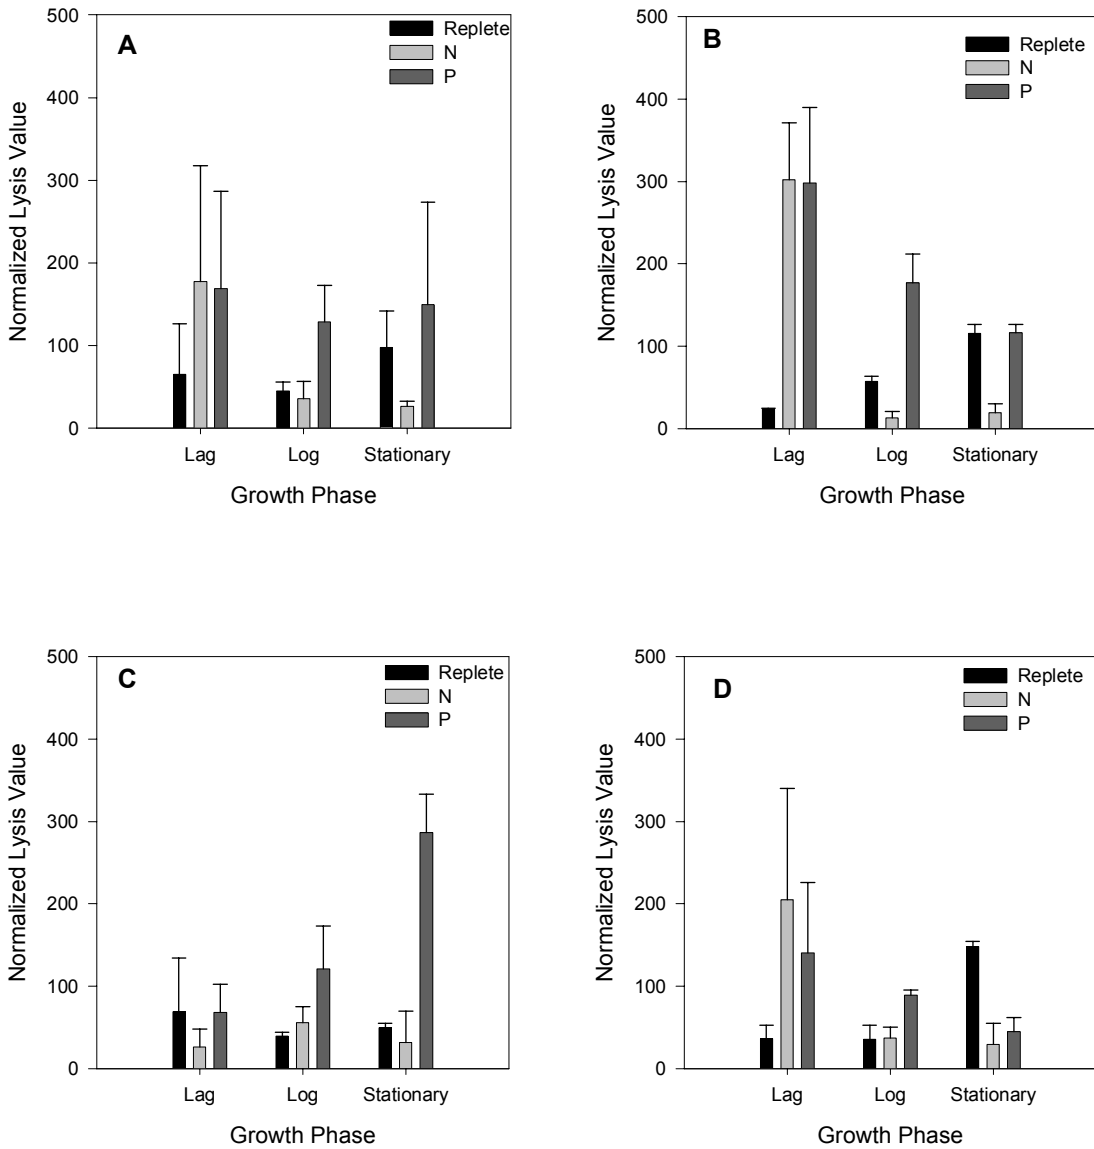 A
Replete
N
P
500
400
300
200
100
0
Normalized Lysis Value
Lag
Log
Stationary
Growth Phase
B
Replete
N
P
500
400
300
200
100
0
Normalized Lysis Value
Lag
Log
Stationary
Growth Phase
C
Replete
N
P
500
400
300
200
100
0
Normalized Lysis Value
Lag
Log
Stationary
Growth Phase
D
Replete
N
P
500
400
300
200
100
0
Normalized Lysis Value
Lag
Log
Stationary
Growth Phase